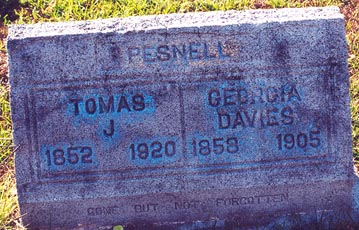 PESNELL
TOMAS
J
1852 1920
GEORGIA
DAVIES
1858 1905
GONE BUT NOT FORGOTTEN